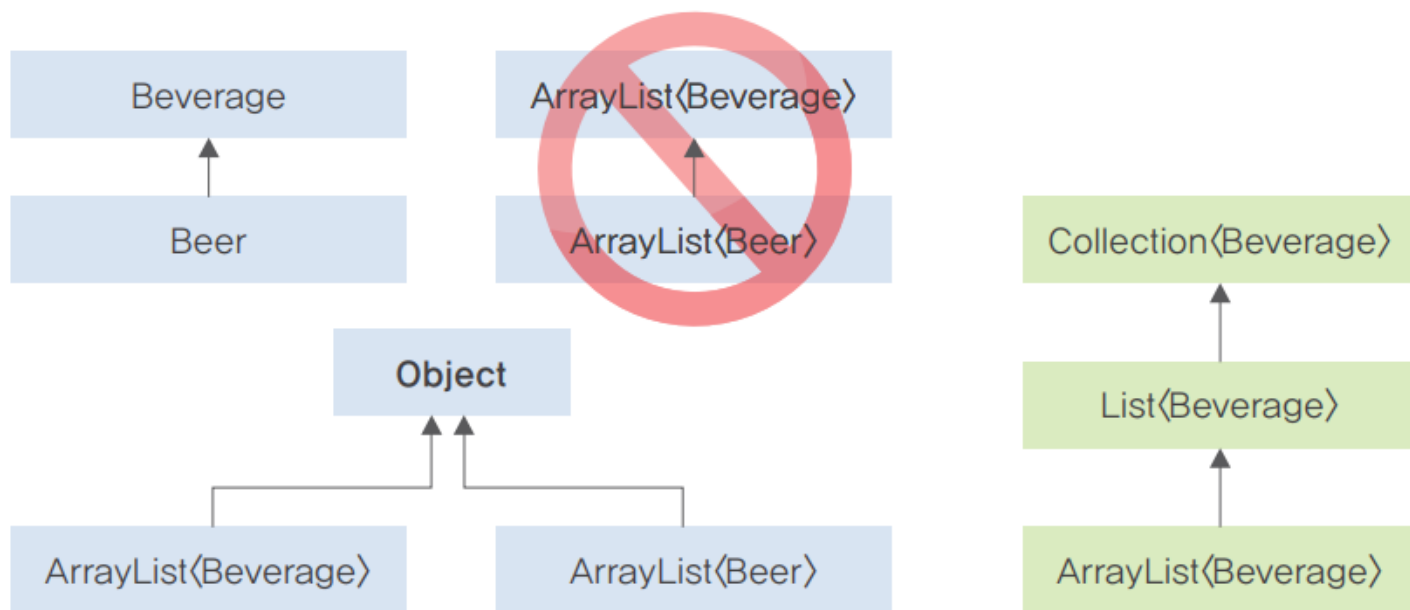 Beverage
ArrayList〈Beverage〉
Beer
ArrayList〈Beer〉
Collection〈Beverage〉
Object
List〈Beverage〉
ArrayList〈Beverage〉
ArrayList〈Beer〉
ArrayList〈Beverage〉